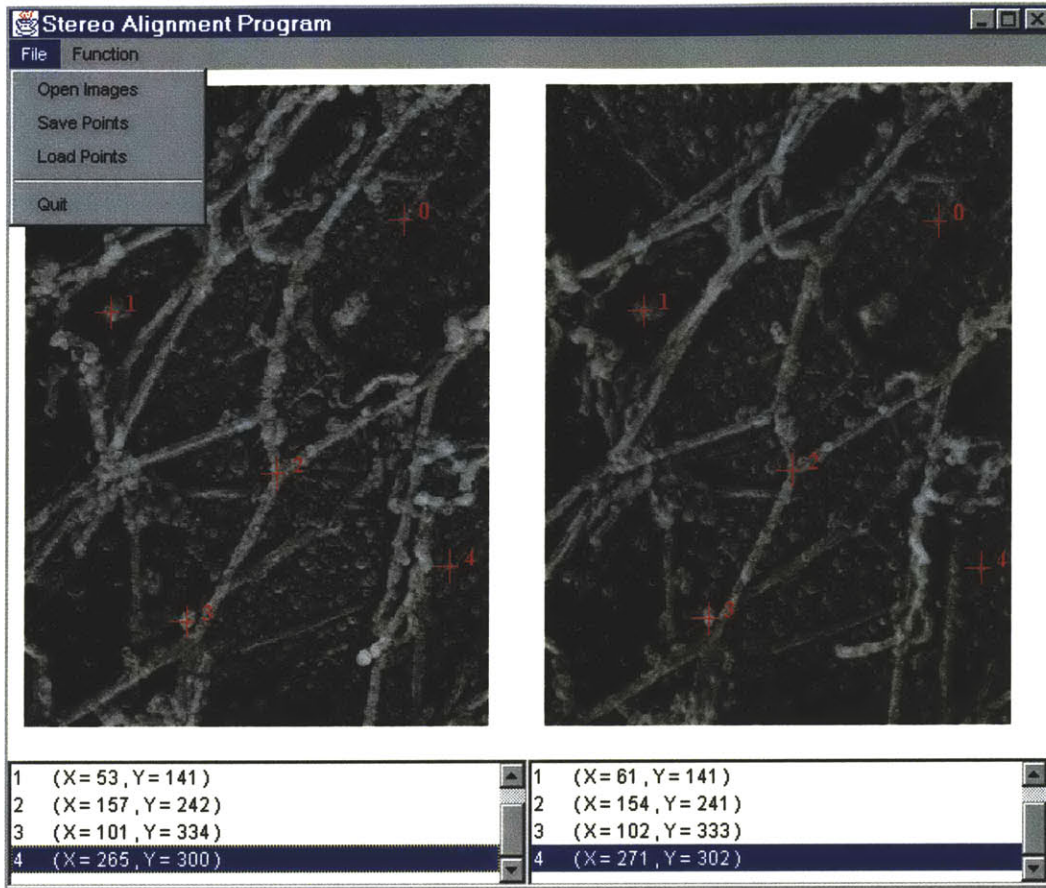 Stereo Alignment Program
File Function
Open Images
Save Points
Load Points
Quit
0
0
1
1
2
2
4
4
3
3
1 (X= 53 , Y= 141 )
2 (X= 157 , Y= 242 )
3 (X= 101 , Y= 334 )
4 (X= 265 , Y= 300 )
1 (X= 61 , Y= 141 )
2 (X= 154 , Y= 241 )
3 (X= 102 , Y= 333 )
4 (X= 271 , Y= 302 )